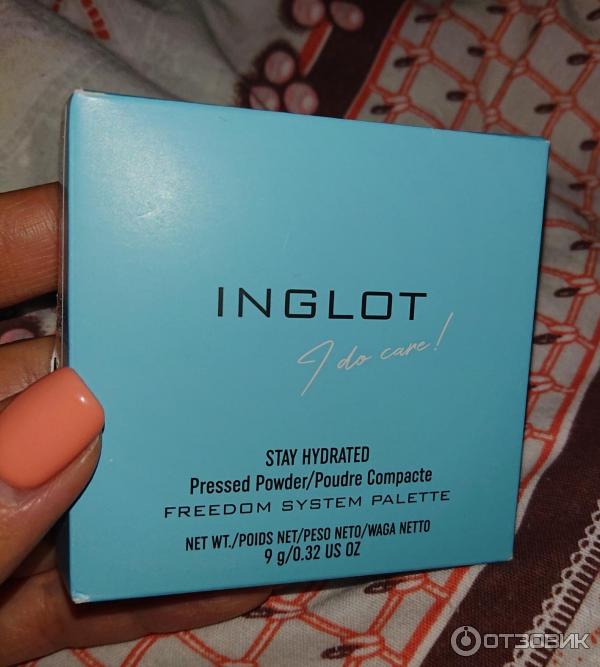 INGLOT
I do care!
STAY HYDRATED
Pressed Powder/Poudre Compacte
FREEDOM SYSTEM PALETTE
NET WT./POIDS NET/PESO NETO/WAGA NETTO
9 g/0.32 US OZ
ОТЗОВИК